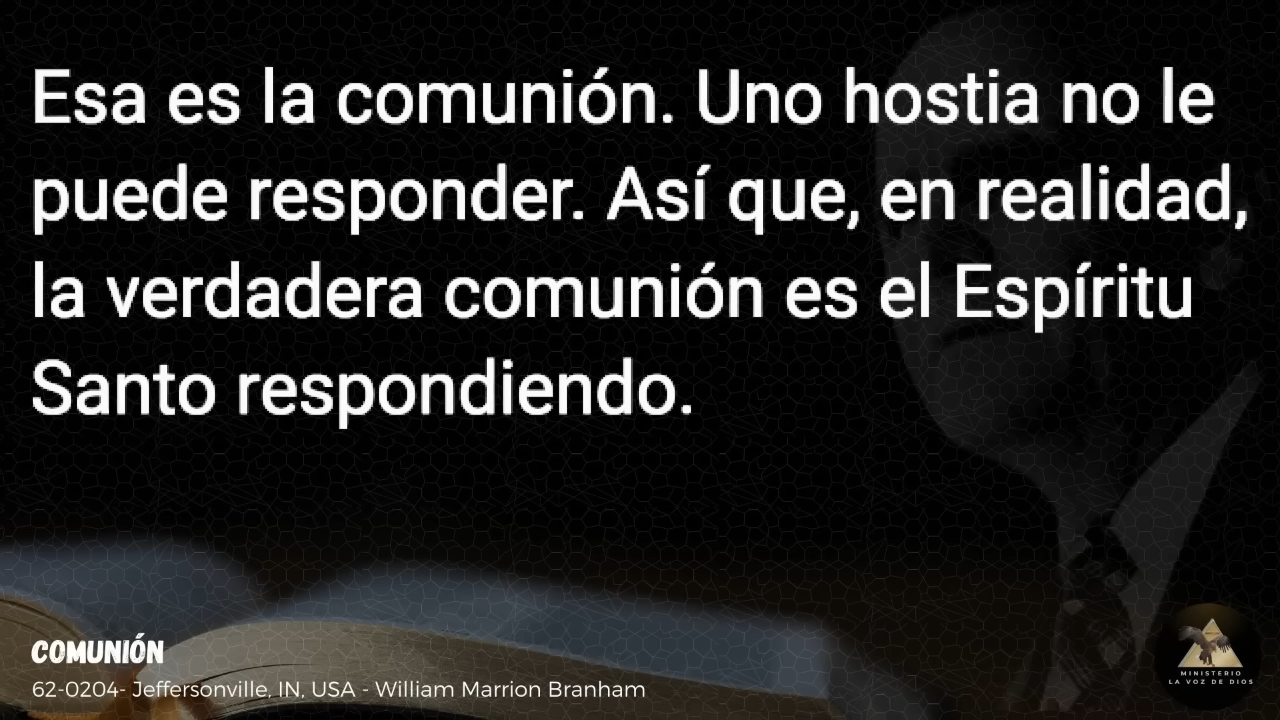 Esa es la comunión. Uno hostia no le
puede responder. Así que, en realidad,
la verdadera comunión es el Espíritu
Santo respondiendo.
COMUNIÓN
62-0204- Jeffersonville, IN, USA - William Marrion Branham
MINISTERIO
LA VOZ DE DIOS